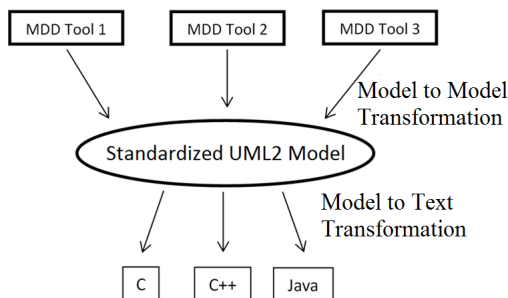 MDD Tool 1
MDD Tool 2
MDD Tool 3
Model to Model
Transformation
Standardized UML2 Model
Model to Text
Transformation
C
C++
Java